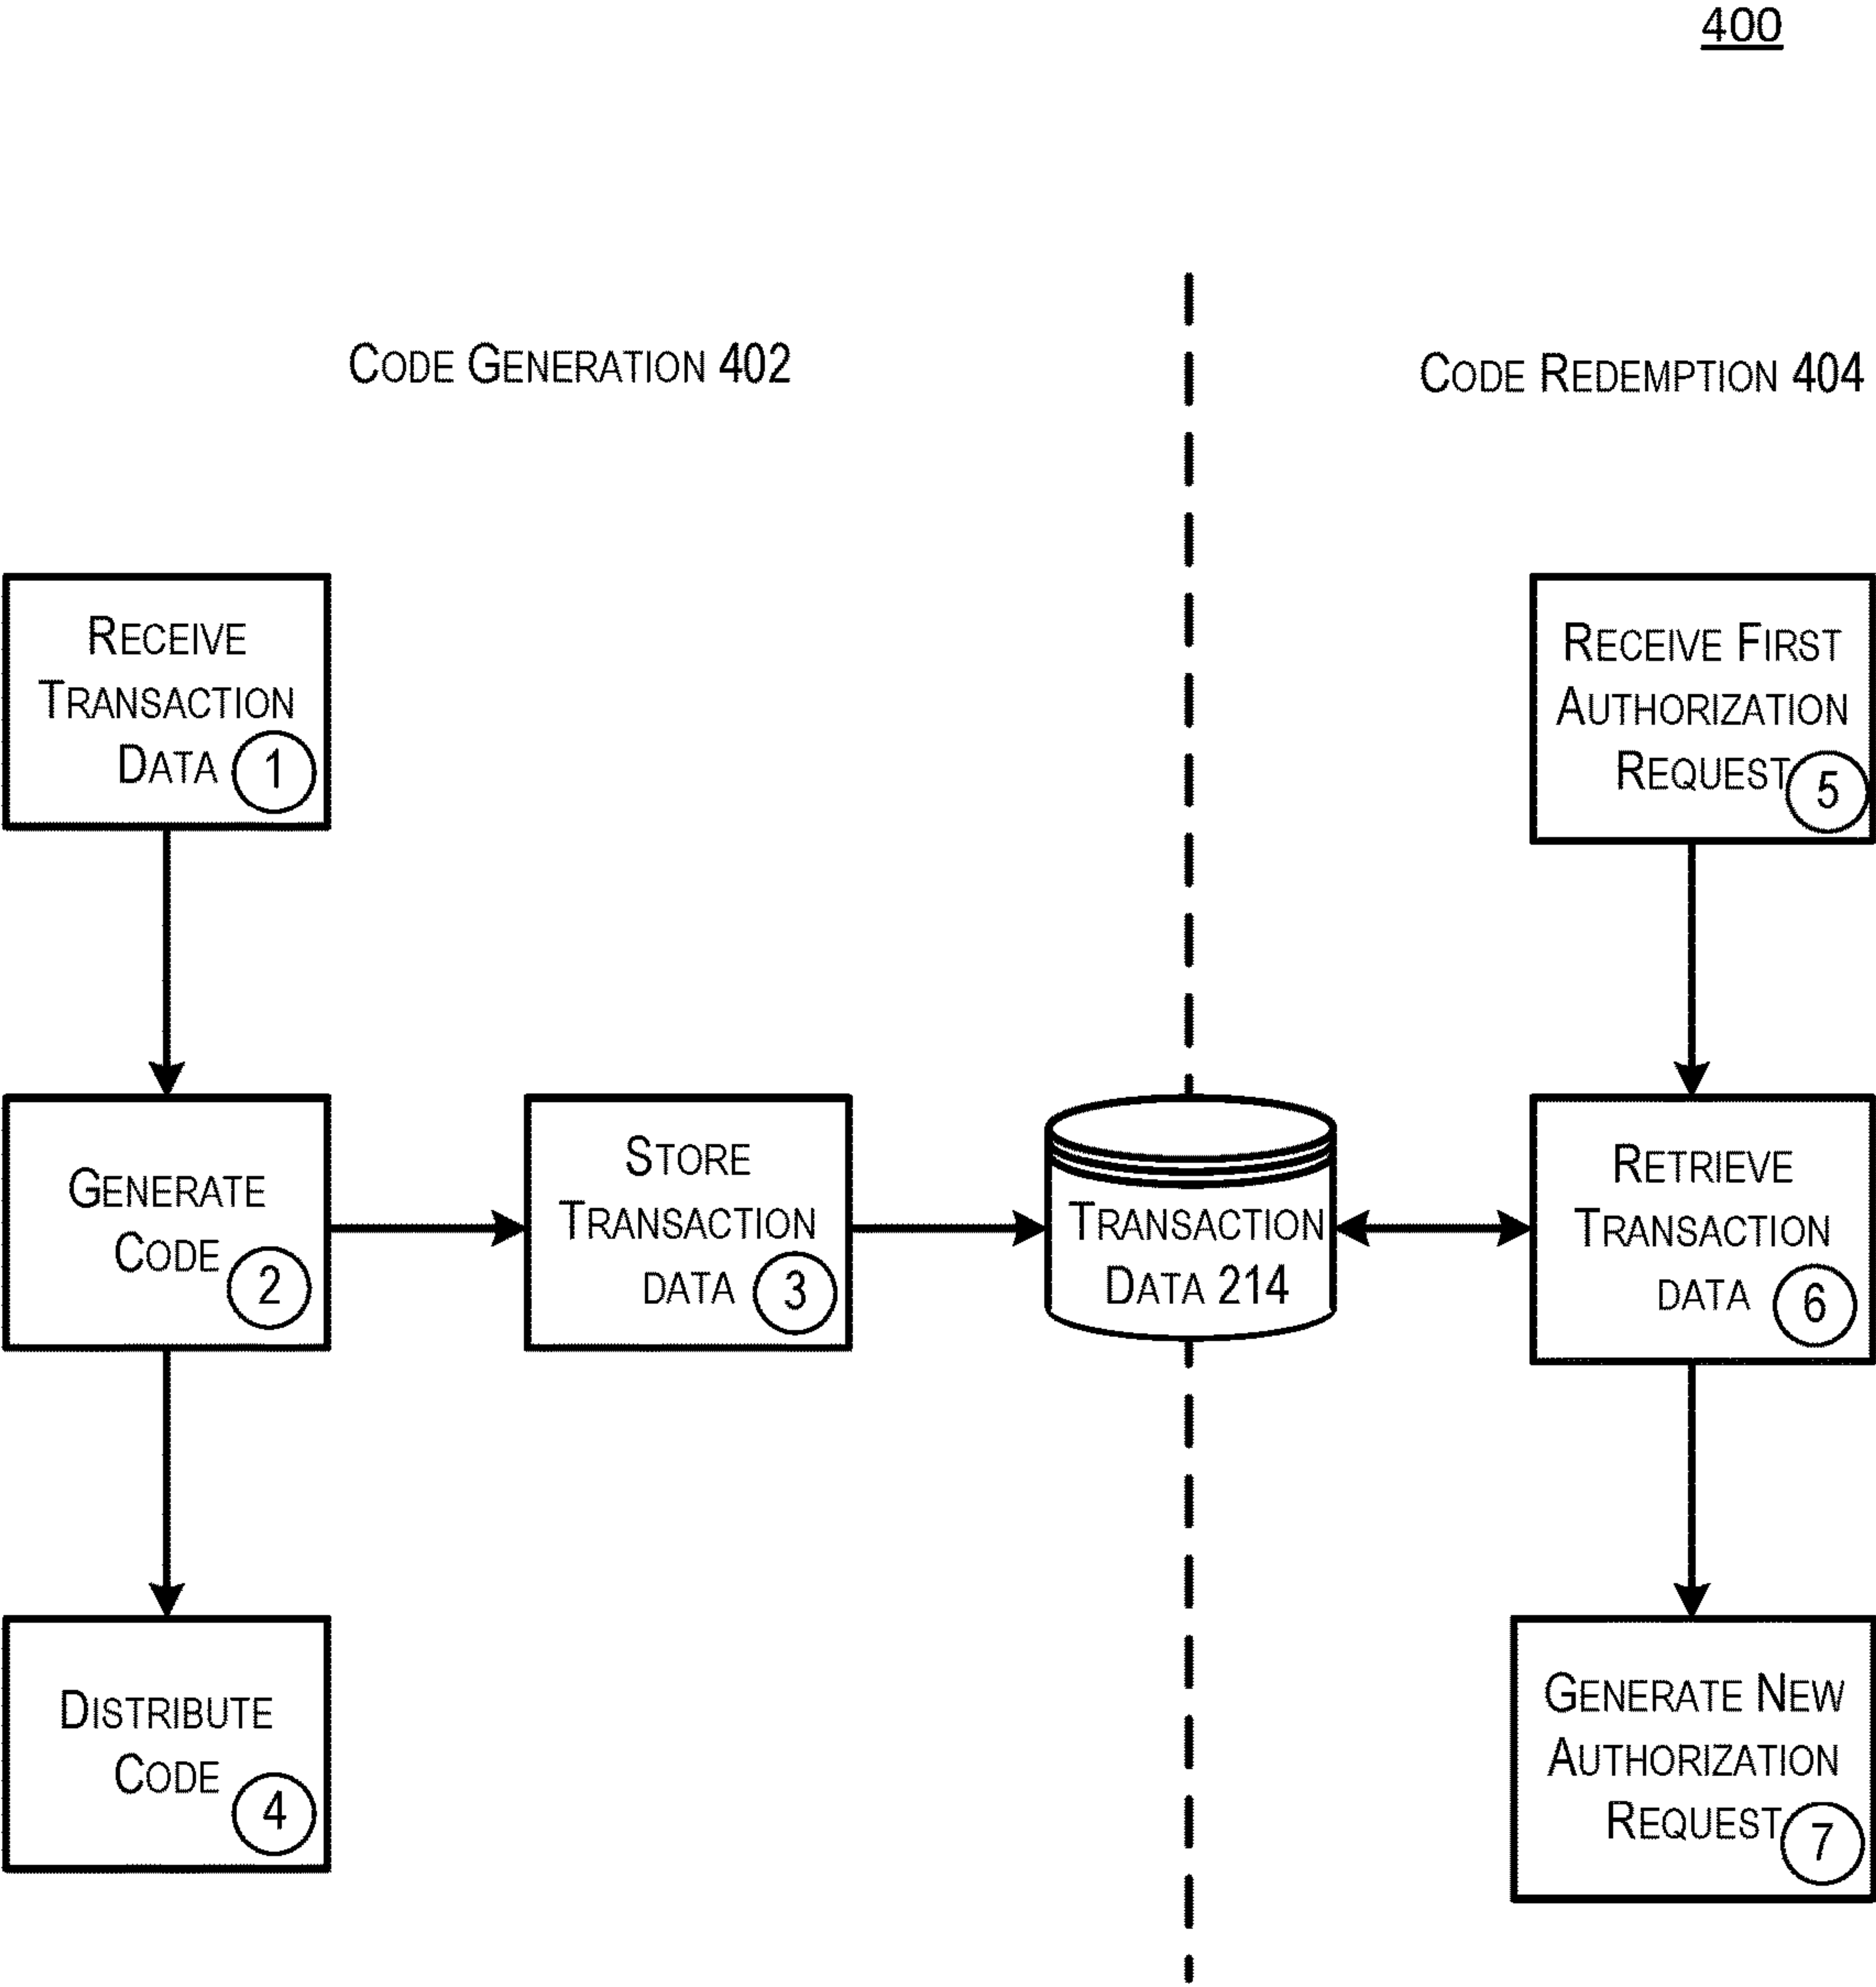 400
CODE GENERATION 402
CODE REDEMPTION 404
RECEIVE
TRANSACTION
DATA 1
RECEIVE FIRST
AUTHORIZATION
REQUEST 5
GENERATE
CODE 2
STORE
TRANSACTION
DATA 3
TRANSACTION
DATA 214
RETRIEVE
TRANSACTION
DATA 6
DISTRIBUTE
CODE 4
GENERATE NEW
AUTHORIZATION
REQUEST 7